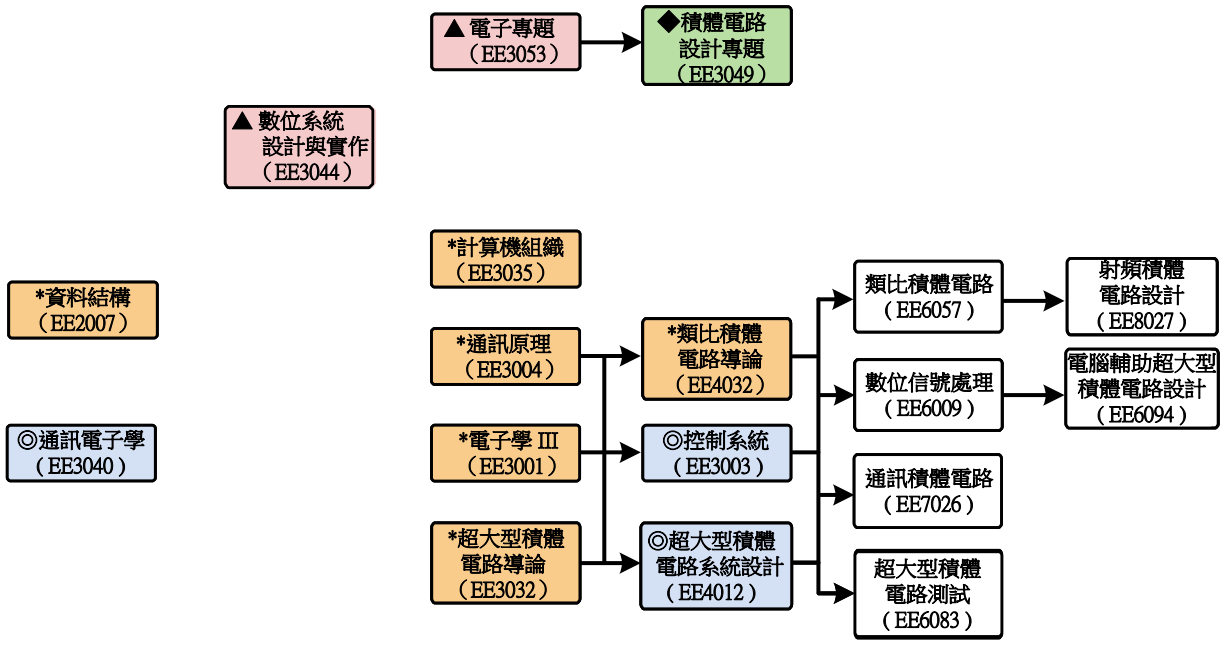 ▲ 電子專題
（EE3053）
◆積體電路
設計專題
（EE3049）
▲ 數位系統
設計與實作
（EE3044）
*資料結構
（EE2007）
◎通訊電子學
（EE3040）
*計算機組織
（EE3035）
*通訊原理
（EE3004）
*電子學 III
（EE3001）
*超大型積體
電路導論
（EE3032）
*類比積體
電路導論
（EE4032）
◎控制系統
（EE3003）
◎超大型積體
電路系統設計
（EE4012）
類比積體電路
（EE6057）
數位信號處理
（EE6009）
通訊積體電路
（EE7026）
超大型積體
電路測試
（EE6083）
射頻積體
電路設計
（EE8027）
電腦輔助超大型
積體電路設計
（EE6094）